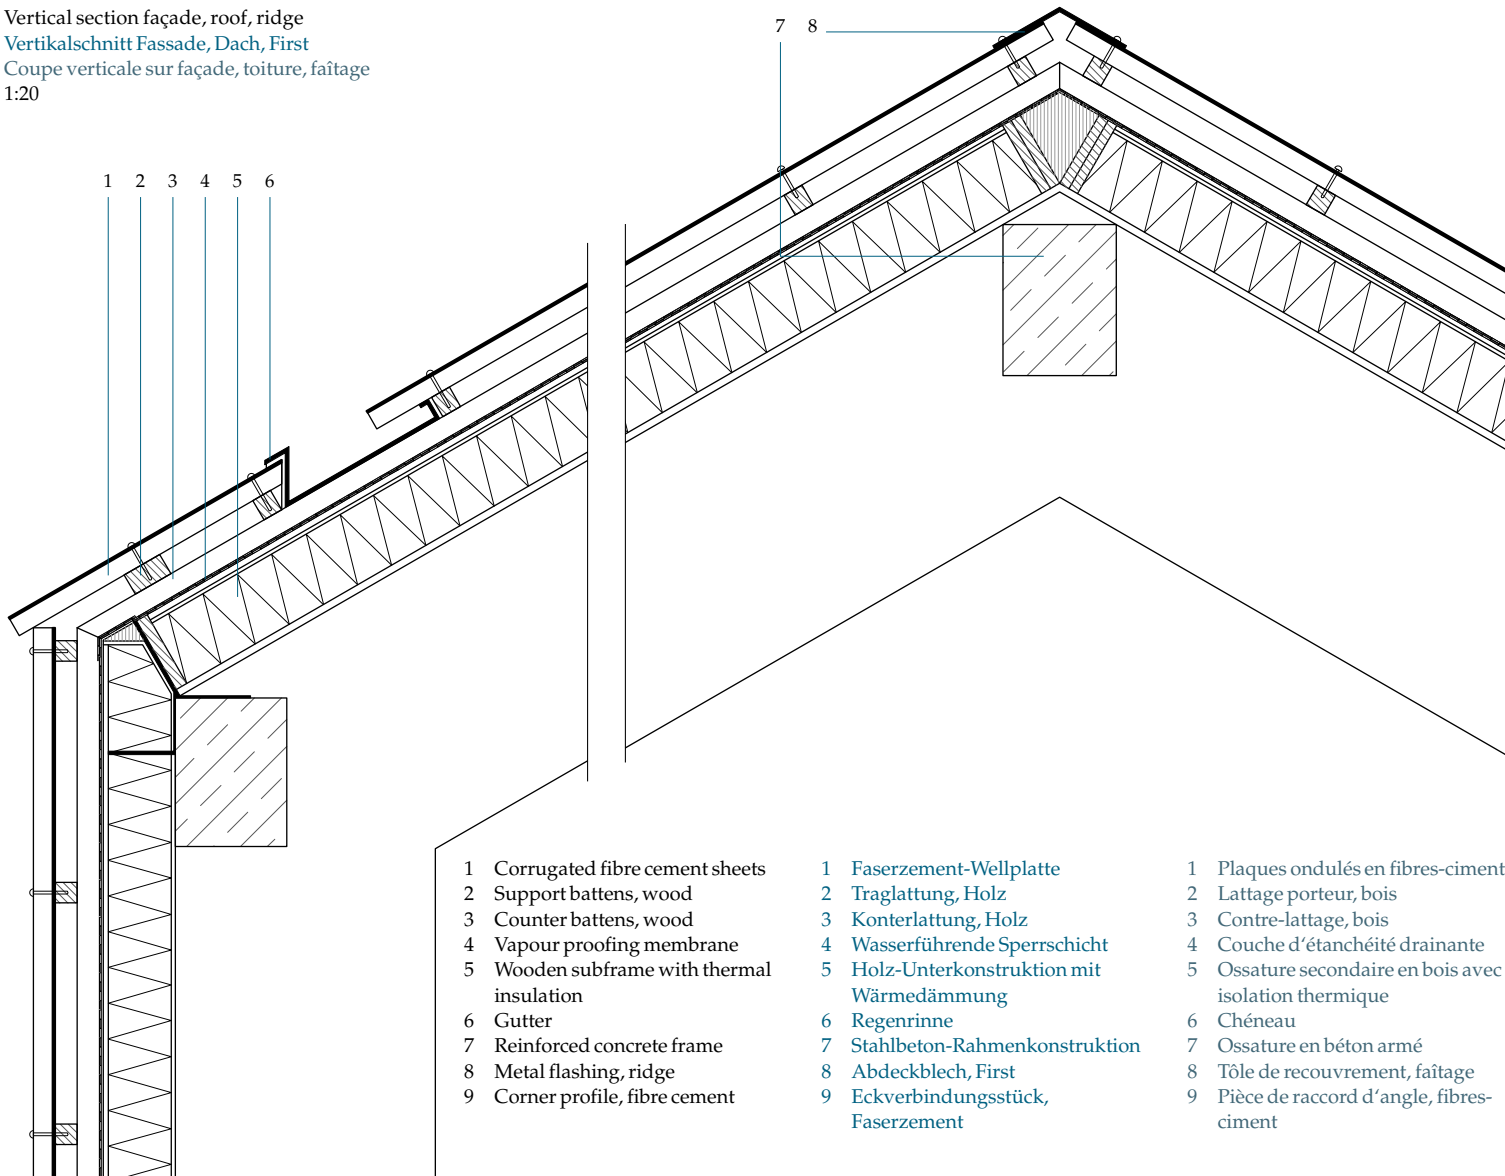 Vertical section façade, roof, ridge
Vertikalschnitt Fassade, Dach, First
Coupe verticale sur façade, toiture, faîtage
1:20
7 8
1 2 3 4 5 6
1 Corrugated fibre cement sheets
2 Support battens, wood
3 Counter battens, wood
4 Vapour proofing membrane
5 Wooden subframe with thermal
insulation
6 Gutter
7 Reinforced concrete frame
8 Metal flashing, ridge
9 Corner profile, fibre cement
1 Faserzement-Wellplatte
2 Traglattung, Holz
3 Konterlattung, Holz
4 Wasserführende Sperrschicht
5 Holz-Unterkonstruktion mit
Wärmedämmung
6 Regenrinne
7 Stahlbeton-Rahmenkonstruktion
8 Abdeckblech, First
9 Eckverbindungsstück,
Faserzement
1 Plaques ondulés en fibres-ciment
2 Lattage porteur, bois
3 Contre-lattage, bois
4 Couche d‘étanchéité drainante
5 Ossature secondaire en bois avec
isolation thermique
6 Chéneau
7 Ossature en béton armé
8 Tôle de recouvrement, faîtage
9 Pièce de raccord d‘angle, fibres-
ciment